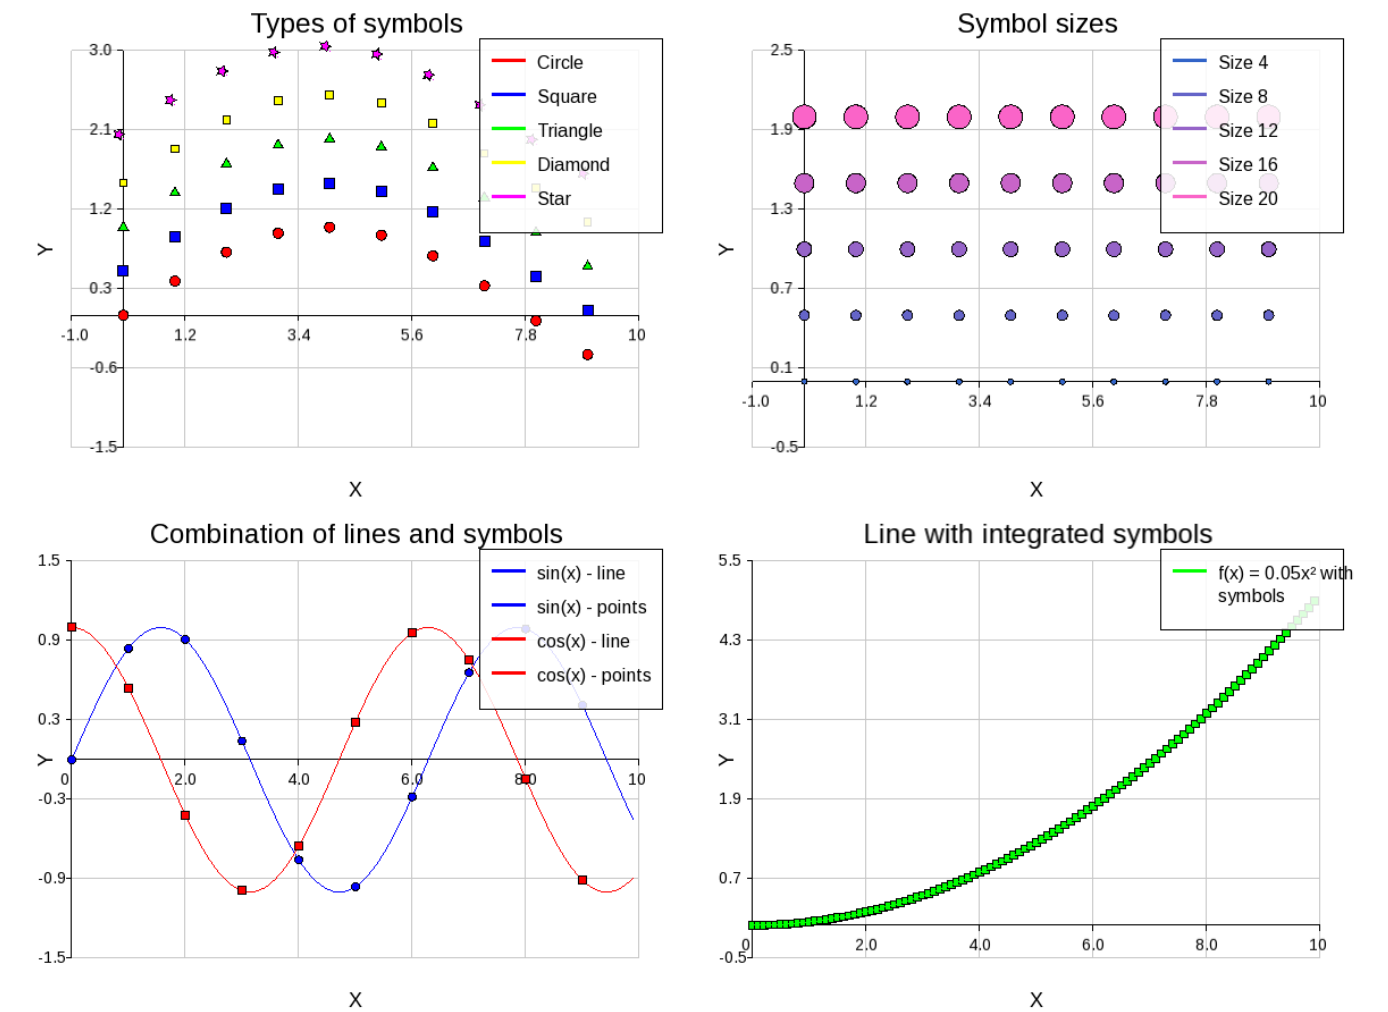 Types of symbols
3.0
2.1
1.2
0.3
-0.6
-1.5
Y
-1.0
1.2
3.4
5.6
7.8
10
X
Circle
Square
Triangle
Diamond
Star
Symbol sizes
2.5
1.9
1.3
0.7
0.1
-0.5
Y
-1.0
1.2
3.4
5.6
7.8
10
X
Size 4
Size 8
Size 12
Size 16
Size 20
Combination of lines and symbols
1.5
0.9
0.3
-0.3
-0.9
-1.5
Y
0
2.0
4.0
6.0
8.0
10
X
sin(x) - line
sin(x) - points
cos(x) - line
cos(x) - points
Line with integrated symbols
5.5
4.3
3.1
1.9
0.7
-0.5
Y
0
2.0
4.0
6.0
8.0
10
X
f(x) = 0.05x² with
symbols